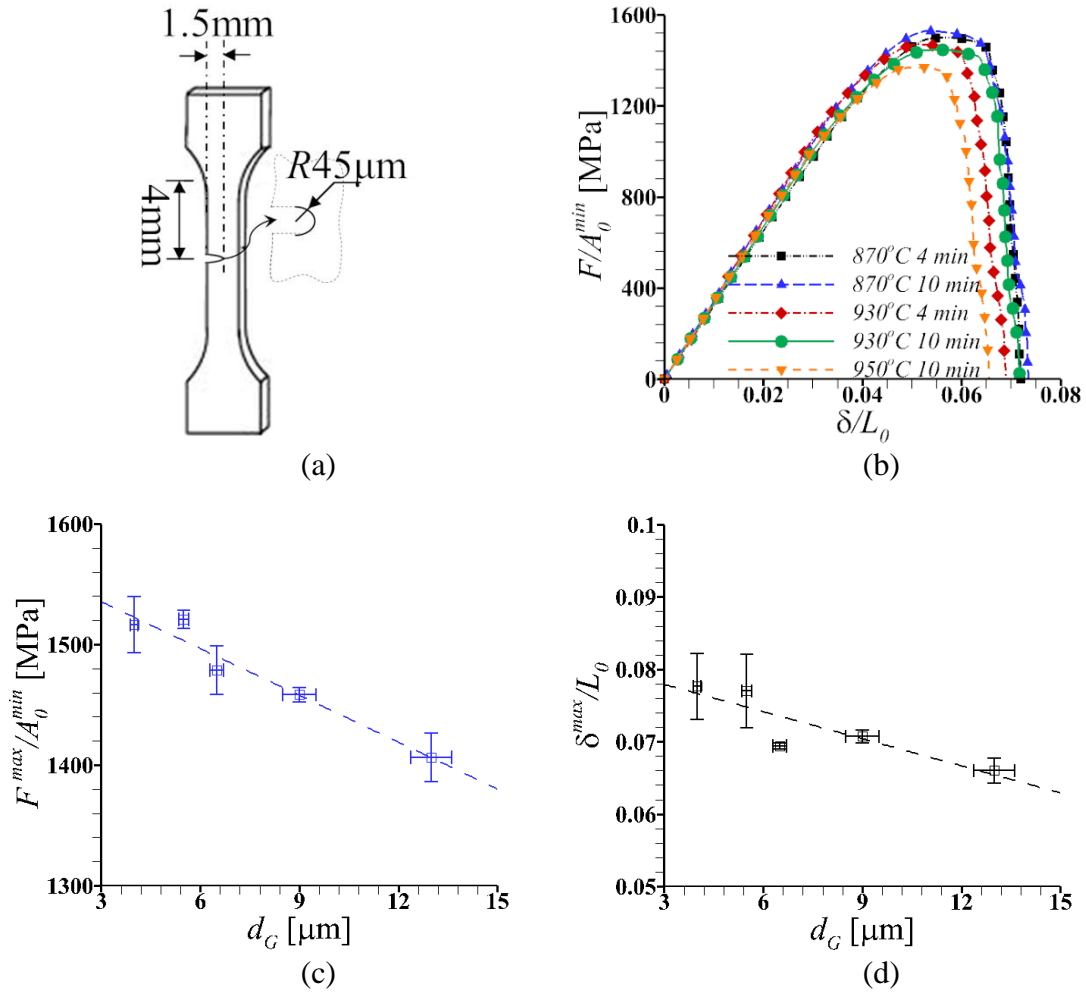 1.5mm
4mm
R45μm
(a)
F/A₀ᵐⁱⁿ [MPa]
1600
1200
800
400
0
870°C 4 min
870°C 10 min
930°C 4 min
930°C 10 min
950°C 10 min
0 0.02 0.04 0.06 0.08
δ/L₀
(b)
Fᵐᵃˣ/A₀ᵐⁱⁿ [MPa]
1600
1500
1400
1300
3 6 9 12 15
d_G [μm]
(c)
δᵐᵃˣ/L₀
0.1
0.09
0.08
0.07
0.06
0.05
3 6 9 12 15
d_G [μm]
(d)